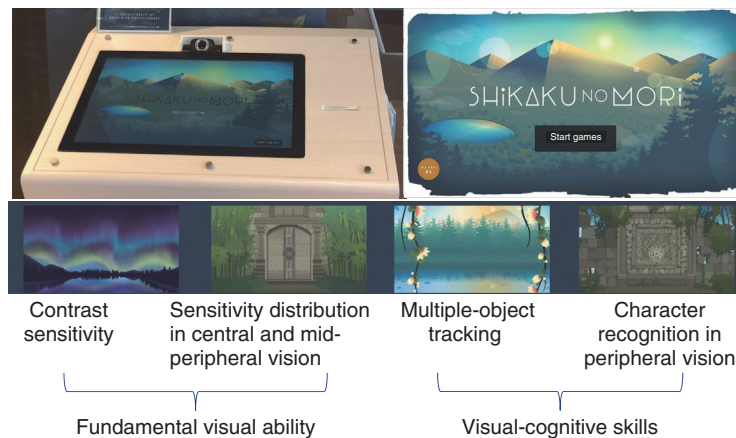 SHiKAKU NO MORi
SHiKAKU NO MORi
Start games
Contrast
sensitivity
Sensitivity distribution
in central and mid-
peripheral vision
Multiple-object
tracking
Character
recognition in
peripheral vision
Fundamental visual ability
Visual-cognitive skills